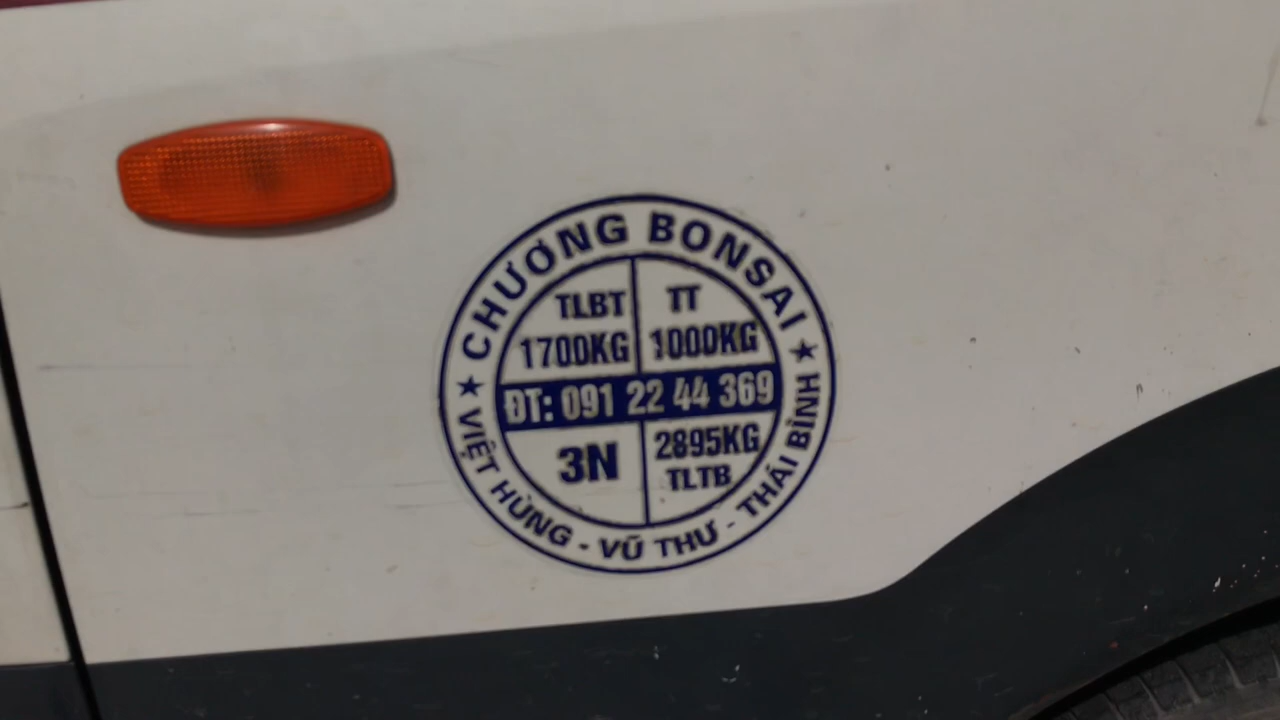 CHƯƠNG BONSAI
TLBT
1700KG
TT
1000KG
ĐT: 091 22 44 369
3N
2895KG
TLTB
★ VIỆT HÙNG - VŨ THƯ - THÁI BÌNH ★